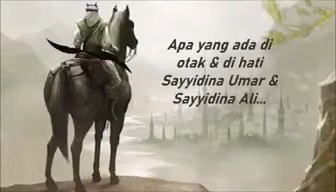 Apa yang ada di
otak & di hati
Sayyidina Umar &
Sayyidina Ali...